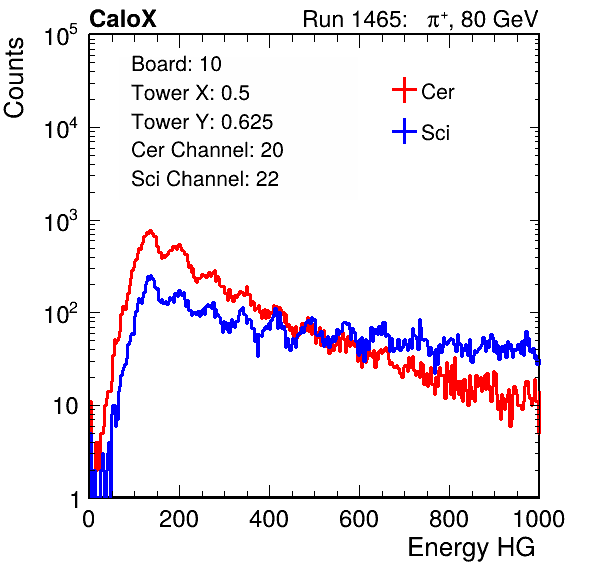 CaloX Run 1465: π⁺, 80 GeV
Counts
Board: 10
Tower X: 0.5
Tower Y: 0.625
Cer Channel: 20
Sci Channel: 22
Cer
Sci
10⁵
10⁴
10³
10²
10
1
0 200 400 600 800 1000
Energy HG